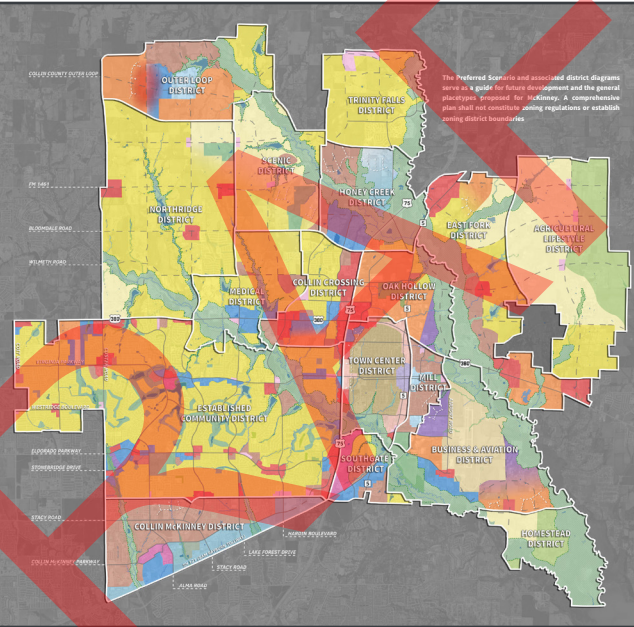 COLLIN COUNTY OUTER LOOP
OUTER LOOP
DISTRICT
The Preferred Scenario and associated district diagrams
serve as a guide for future development and the general
placetypes proposed for McKinney. A comprehensive
plan shall not constitute zoning regulations or establish
zoning district boundaries
TRINITY FALLS
DISTRICT
SCENIC
DISTRICT
FM 1461
HONEY CREEK
DISTRICT
75
5
NORTHRIDGE
DISTRICT
EAST FORK
DISTRICT
AGRICULTURAL
LIFESTYLE
DISTRICT
BLOOMDALE ROAD
WILMETH ROAD
MEDICAL
DISTRICT
COLLIN CROSSING
DISTRICT
OAK HOLLOW
DISTRICT
75
5
380
380
TOWN CENTER
DISTRICT
380
MILL
DISTRICT
5
ESTABLISHED
COMMUNITY DISTRICT
75
ELDORADO PARKWAY
STONEBRIDGE DRIVE
SOUTHGATE
DISTRICT
5
BUSINESS & AVIATION
DISTRICT
STACY ROAD
COLLIN McKINNEY DISTRICT
HARDIN BOULEVARD
LAKE FOREST DRIVE
STACY ROAD
ALMA ROAD
COLLIN McKINNEY PARKWAY
HOMESTEAD
DISTRICT